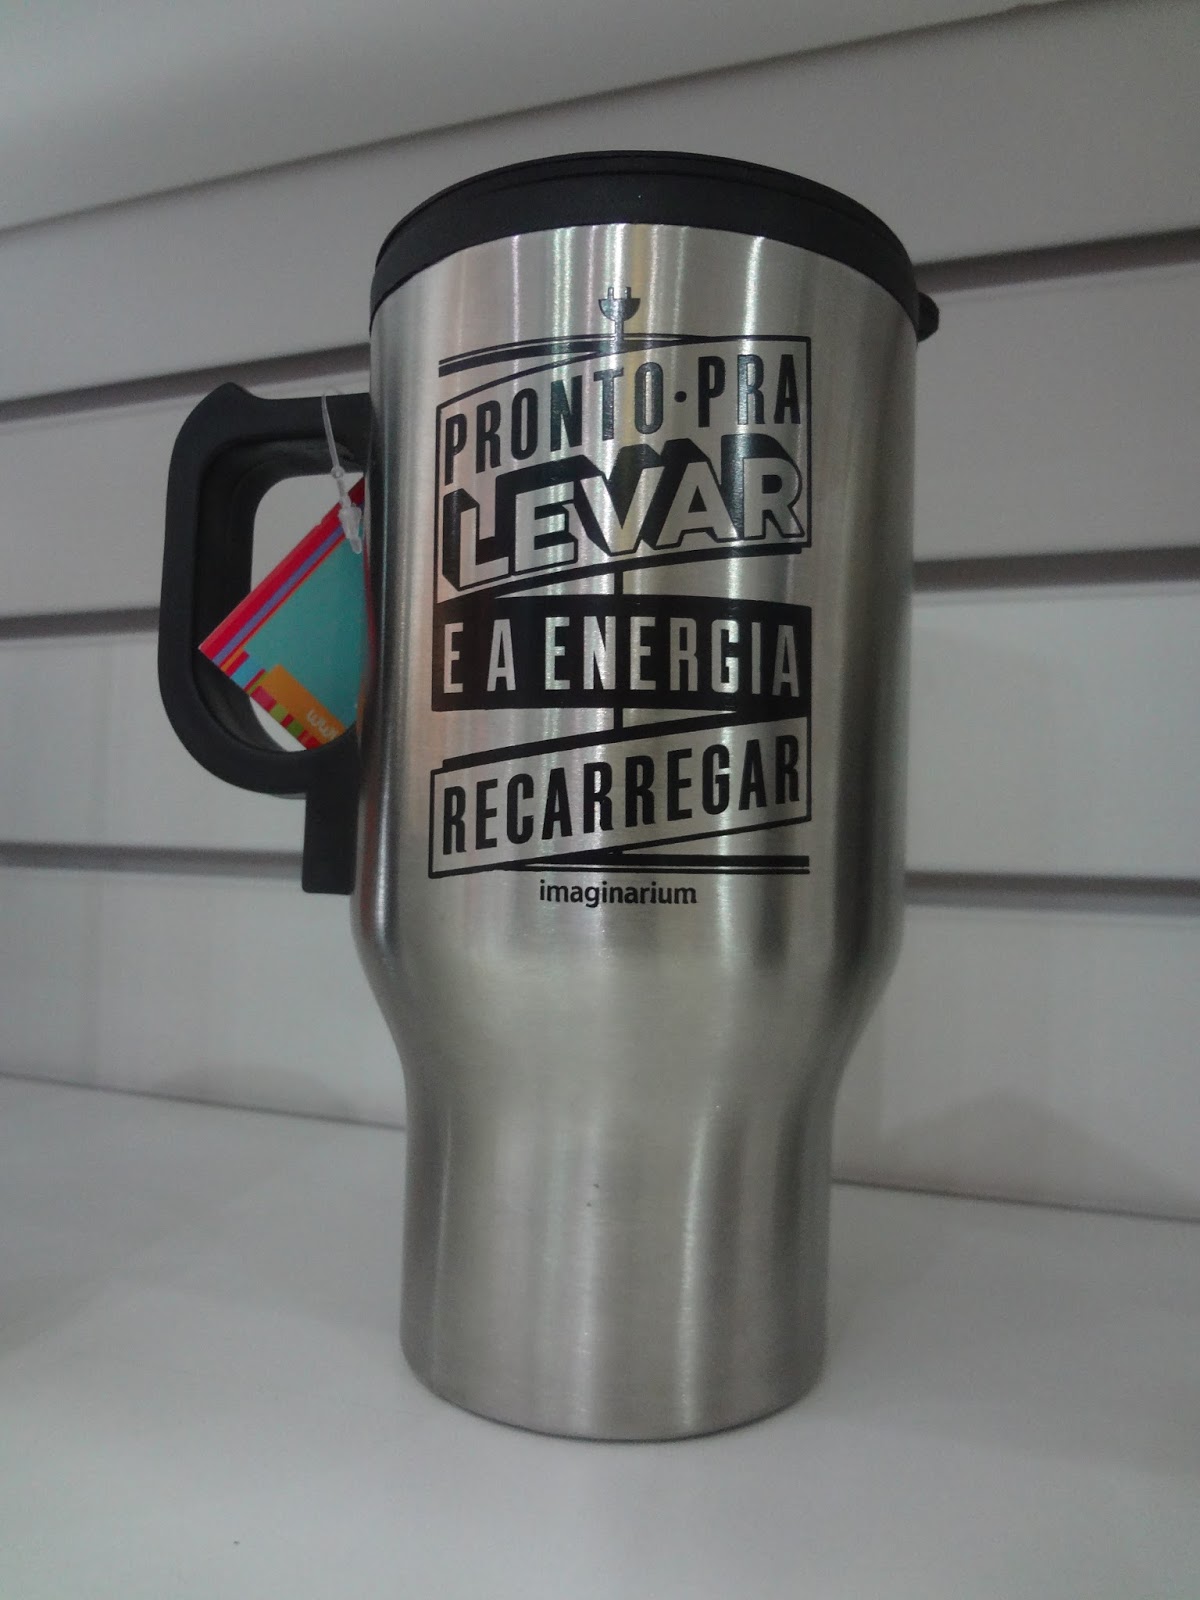 PRONTO·PRA
LEVAR
E A ENERGIA
RECARREGAR
imaginarium